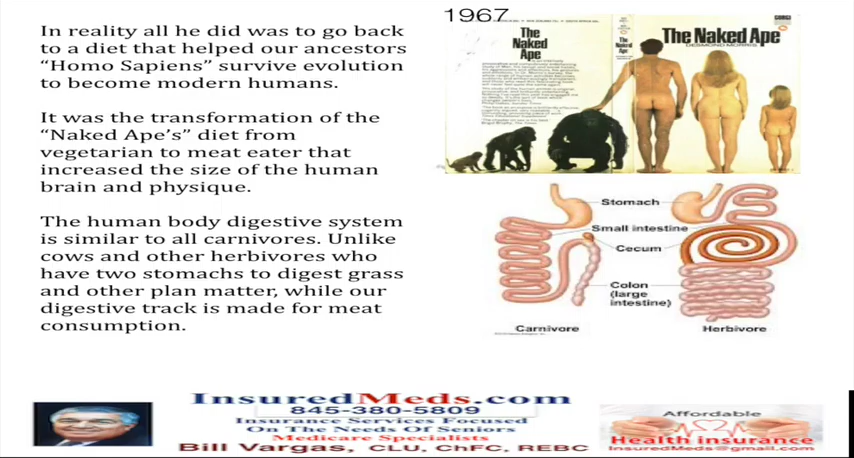 In reality all he did was to go back
to a diet that helped our ancestors
“Homo Sapiens” survive evolution
to become modern humans.
It was the transformation of the
“Naked Ape’s” diet from
vegetarian to meat eater that
increased the size of the human
brain and physique.
The human body digestive system
is similar to all carnivores. Unlike
cows and other herbivores who
have two stomachs to digest grass
and other plan matter, while our
digestive track is made for meat
consumption.
1967
The
Naked
Ape
The Naked Ape
DESMOND MORRIS
CORGI
Stomach
Small intestine
Cecum
Colon
(large
intestine)
Carnivore
Herbivore
InsuredMeds.com
845-380-5809
Insurance Services Focused
On The Needs Of Seniors
Medicare Specialists
Bill Vargas, CLU, ChFC, REBC
Affordable
Health insurance
InsuredMeds@gmail.com